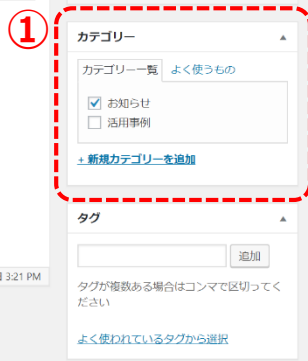 ①
カテゴリー
カテゴリー一覧 よく使うもの
お知らせ
活用事例
+ 新規カテゴリーを追加
タグ
追加
3:21 PM
タグが複数ある場合はコンマで区切ってく
ださい
よく使われているタグから選択